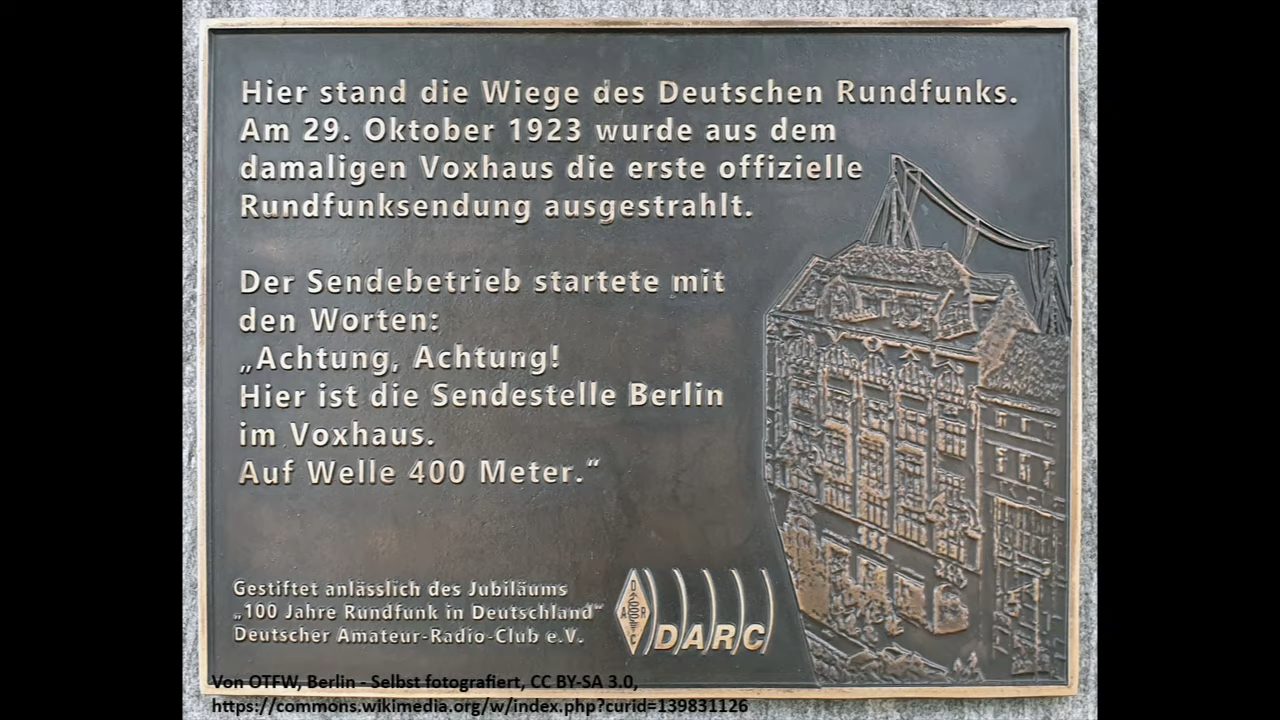 Hier stand die Wiege des Deutschen Rundfunks.
Am 29. Oktober 1923 wurde aus dem
damaligen Voxhaus die erste offizielle
Rundfunksendung ausgestrahlt.
Der Sendebetrieb startete mit
den Worten:
„Achtung, Achtung!
Hier ist die Sendestelle Berlin
im Voxhaus.
Auf Welle 400 Meter.“
Gestiftet anlässlich des Jubiläums
„100 Jahre Rundfunk in Deutschland“
Deutscher Amateur-Radio-Club e.V.
DARC
Von OTFW, Berlin - Selbst fotografiert, CC BY-SA 3.0,
https://commons.wikimedia.org/w/index.php?curid=139831126